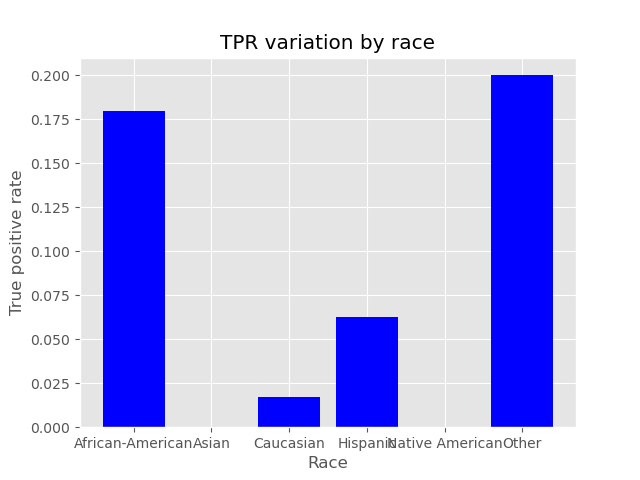 TPR variation by race
True positive rate
0.200
0.175
0.150
0.125
0.100
0.075
0.050
0.025
0.000
African-American Asian Caucasian Hispanic Native American Other
Race